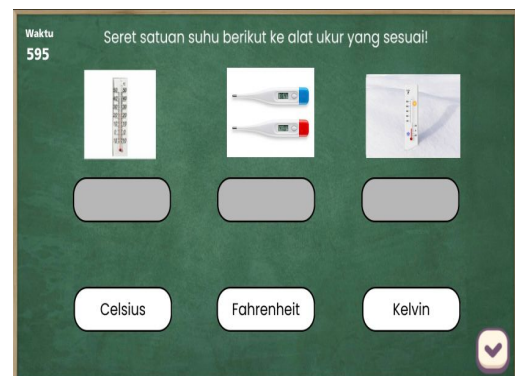 Waktu
595
Seret satuan suhu berikut ke alat ukur yang sesuai!
Celsius
Fahrenheit
Kelvin